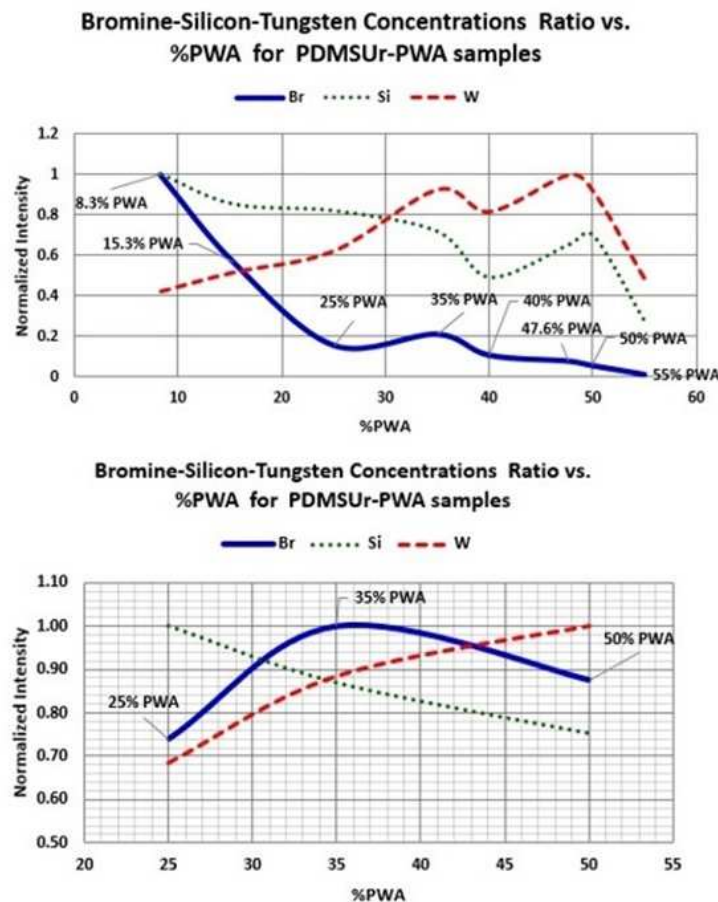 Bromine-Silicon-Tungsten Concentrations Ratio vs.
%PWA for PDMSUr-PWA samples
Br Si W
1.2
1
0.8
0.6
0.4
0.2
0
Normalized Intensity
8.3% PWA
15.3% PWA
25% PWA
35% PWA
40% PWA
47.6% PWA
50% PWA
55% PWA
0 10 20 30 40 50 60
%PWA
Bromine-Silicon-Tungsten Concentrations Ratio vs.
%PWA for PDMSUr-PWA samples
Br Si W
1.10
1.00
0.90
0.80
0.70
0.60
0.50
Normalized Intensity
35% PWA
50% PWA
25% PWA
20 25 30 35 40 45 50 55
%PWA